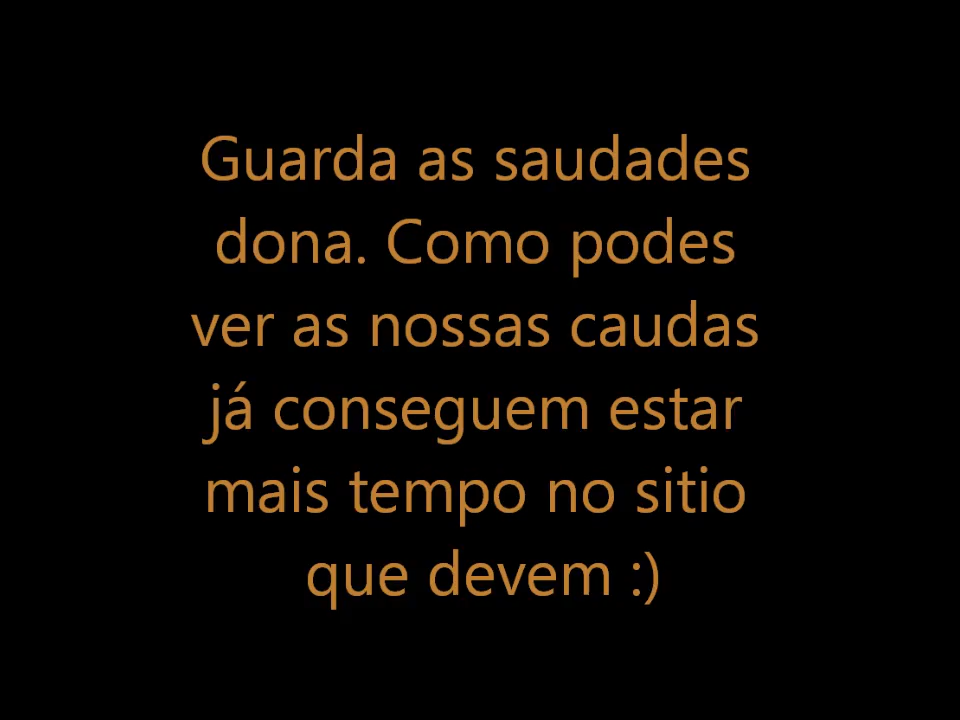 Guarda as saudades
dona. Como podes
ver as nossas caudas
já conseguem estar
mais tempo no sitio
que devem :)